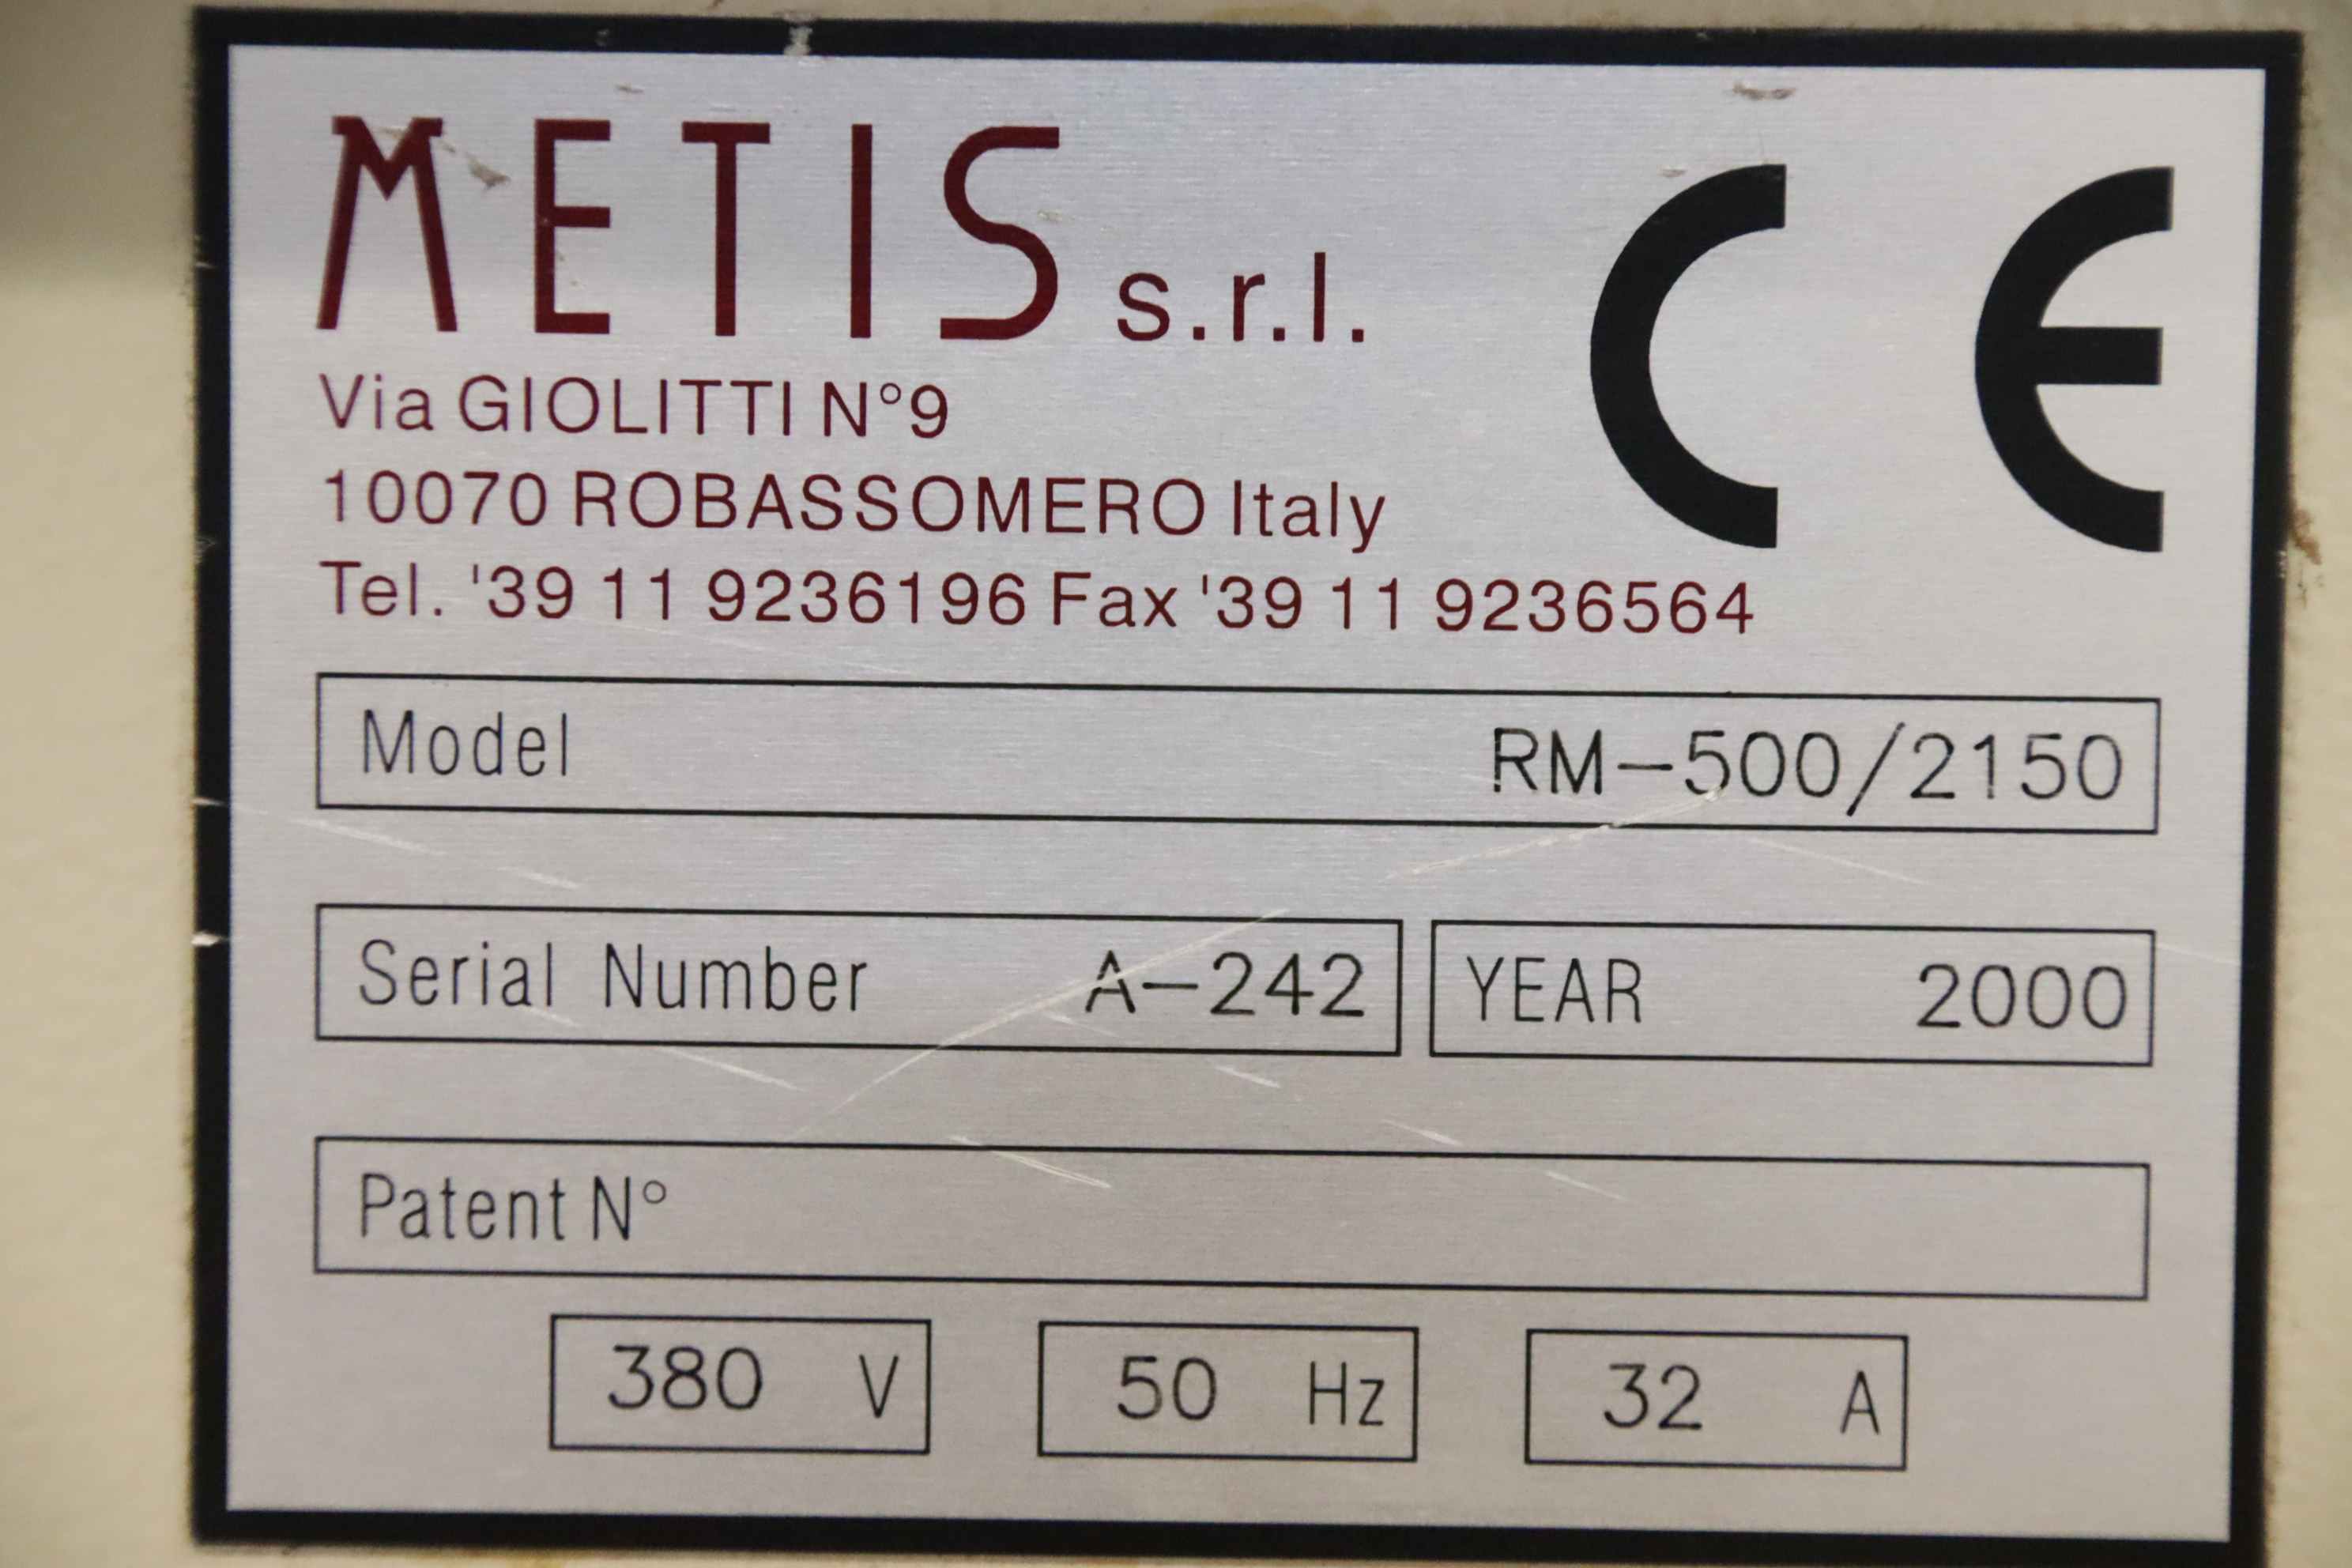 METIS s.r.l.
CE
Via GIOLITTI N°9
10070 ROBASSOMERO Italy
Tel. '39 11 9236196 Fax '39 11 9236564
Model RM-500/2150
Serial Number A-242 YEAR 2000
Patent N°
380 V 50 Hz 32 A